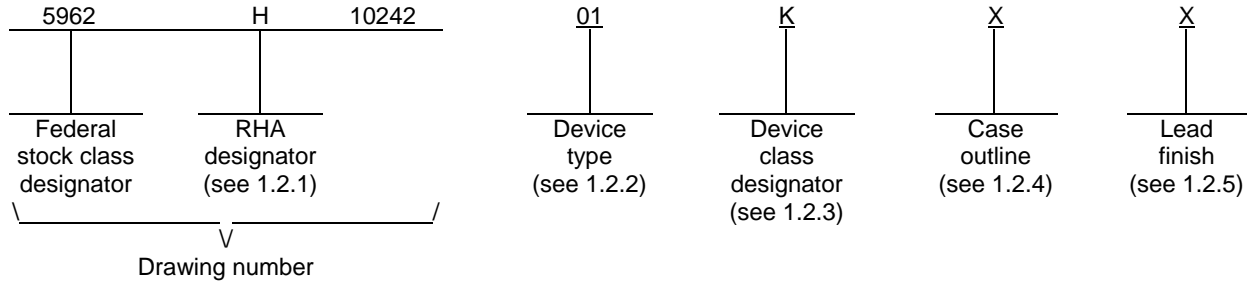 5962 H 10242 01 K X X
Federal stock class designator
RHA designator (see 1.2.1)
Device type (see 1.2.2)
Device class designator (see 1.2.3)
Case outline (see 1.2.4)
Lead finish (see 1.2.5)
\ /
\/
Drawing number